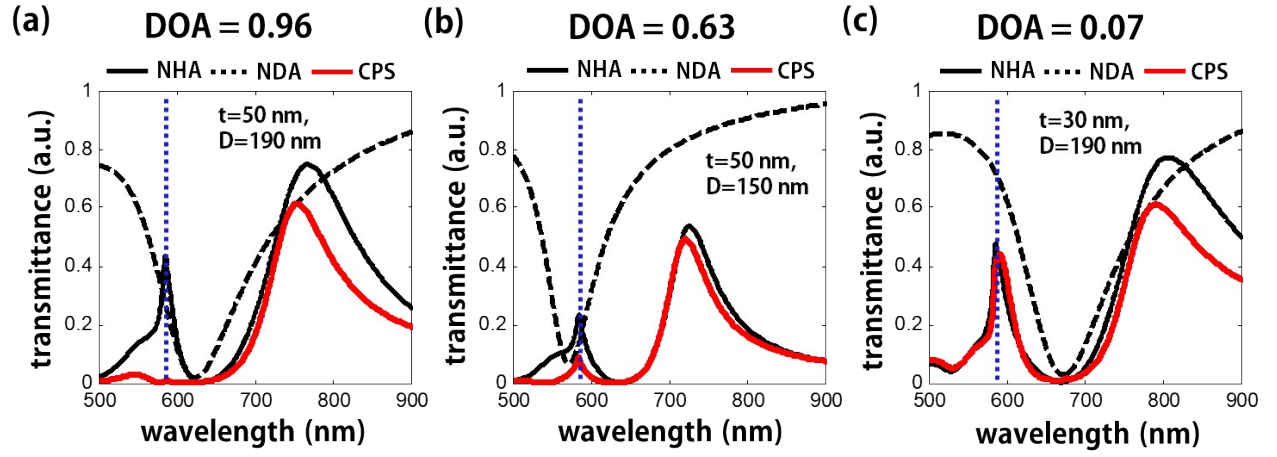 (a) DOA = 0.96
NHA NDA CPS
t=50 nm,
D=190 nm
transmittance (a.u.)
1
0.8
0.6
0.4
0.2
0
500 600 700 800 900
wavelength (nm)
(b) DOA = 0.63
NHA NDA CPS
t=50 nm,
D=150 nm
transmittance (a.u.)
1
0.8
0.6
0.4
0.2
0
500 600 700 800 900
wavelength (nm)
(c) DOA = 0.07
NHA NDA CPS
t=30 nm,
D=190 nm
transmittance (a.u.)
1
0.8
0.6
0.4
0.2
0
500 600 700 800 900
wavelength (nm)